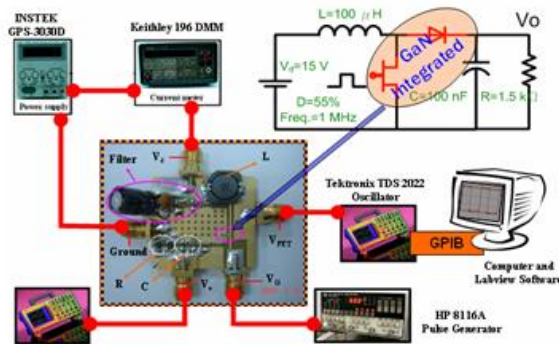 INSTEK
GPS-3030D
Power supply
Keithley 196 DMM
Current meter
L=100 μH
Vo
Vd=15 V
GaN
Integrated
D=55%
Freq.=1 MHz
C=100 nF
R=1.5 kΩ
Filter
Vd
L
Ground
R
C
Vo
VG
VFET
Tektronix TDS 2022
Oscillator
GPIB
Computer and
Labview Software
HP 8116A
Pulse Generator